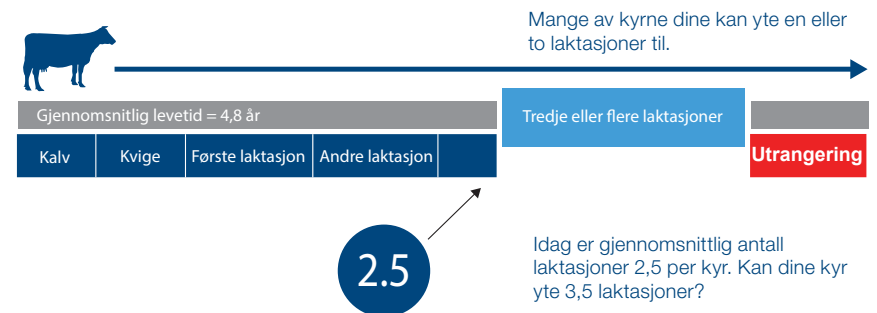 Mange av kyrne dine kan yte en eller
to laktasjoner til.
Gjennomsnitlig levetid = 4,8 år
Tredje eller flere laktasjoner
Kalv
Kvige
Første laktasjon
Andre laktasjon
Utrangering
2.5
Idag er gjennomsnittlig antall
laktasjoner 2,5 per kyr. Kan dine kyr
yte 3,5 laktasjoner?